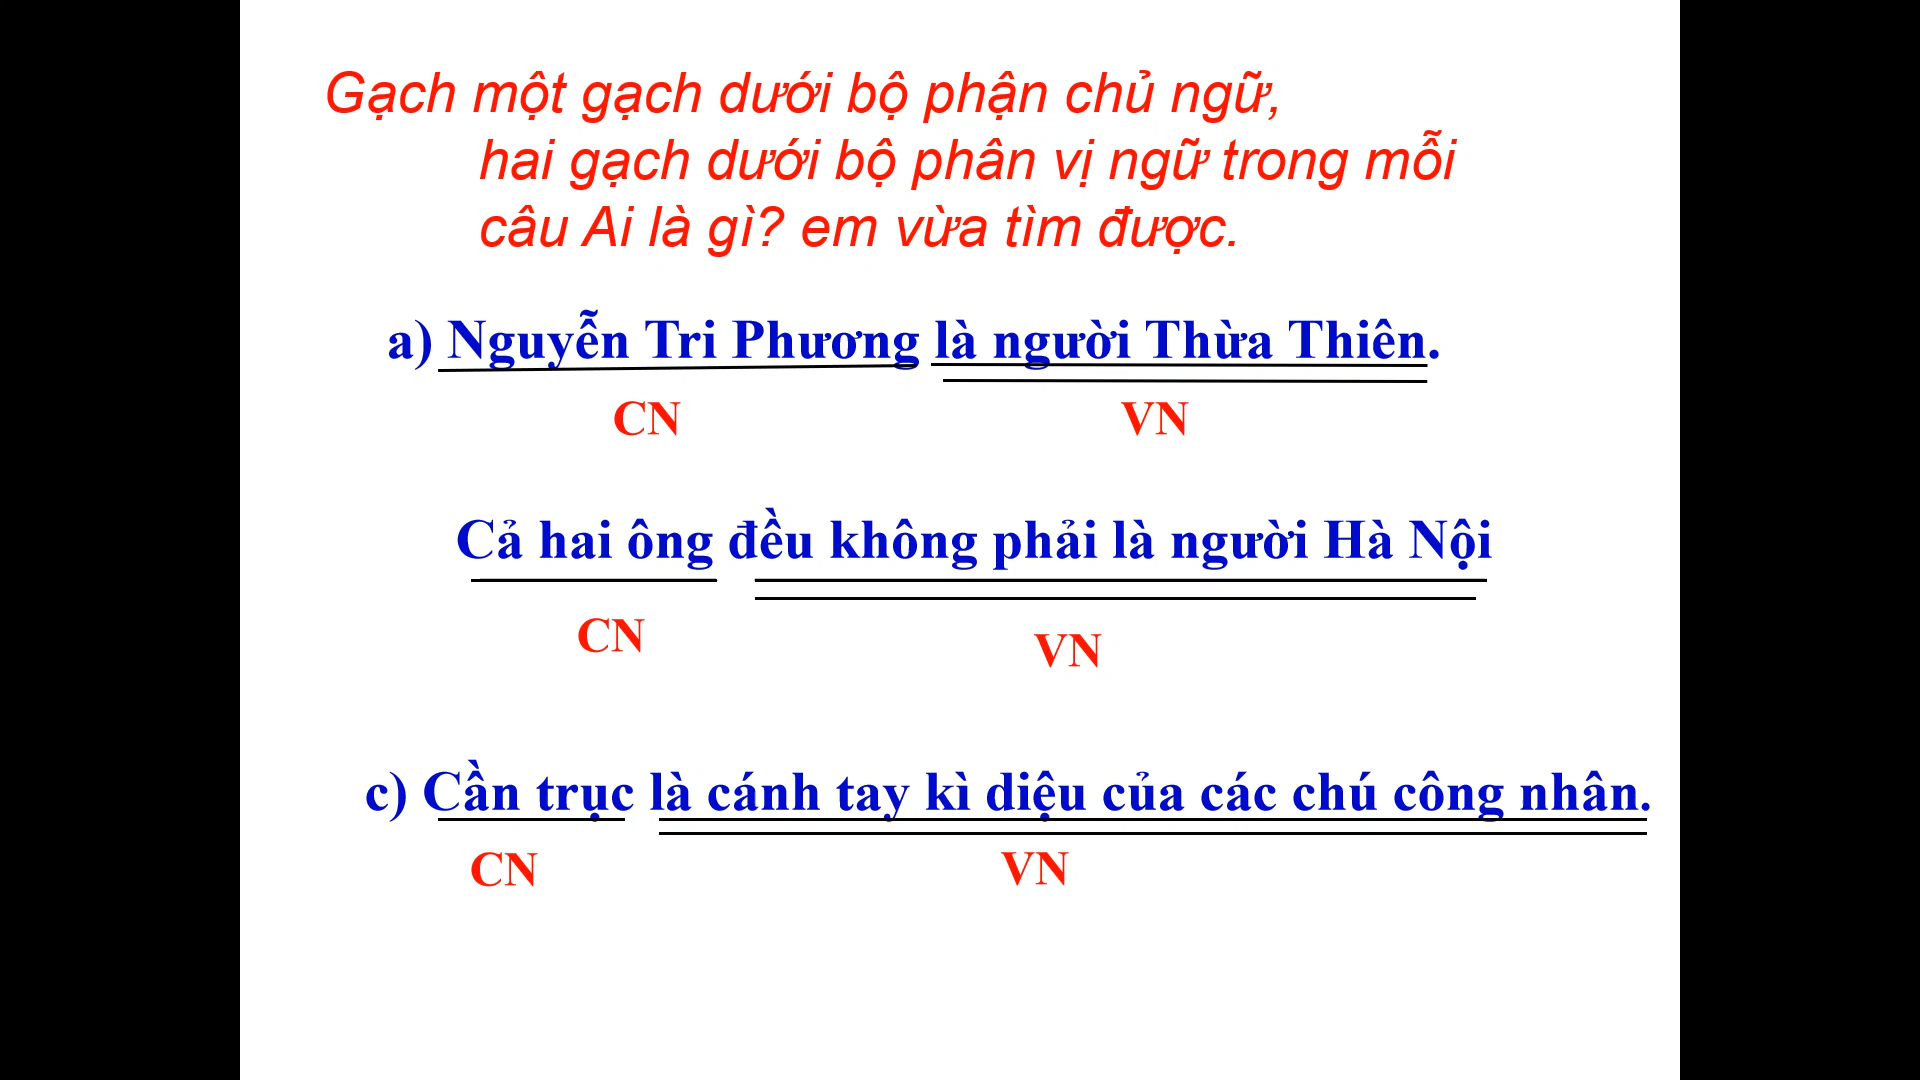 Gạch một gạch dưới bộ phận chủ ngữ,
hai gạch dưới bộ phân vị ngữ trong mỗi
câu Ai là gì? em vừa tìm được.
a) Nguyễn Tri Phương là người Thừa Thiên.
CN VN
Cả hai ông đều không phải là người Hà Nội
CN VN
c) Cần trục là cánh tay kì diệu của các chú công nhân.
CN VN